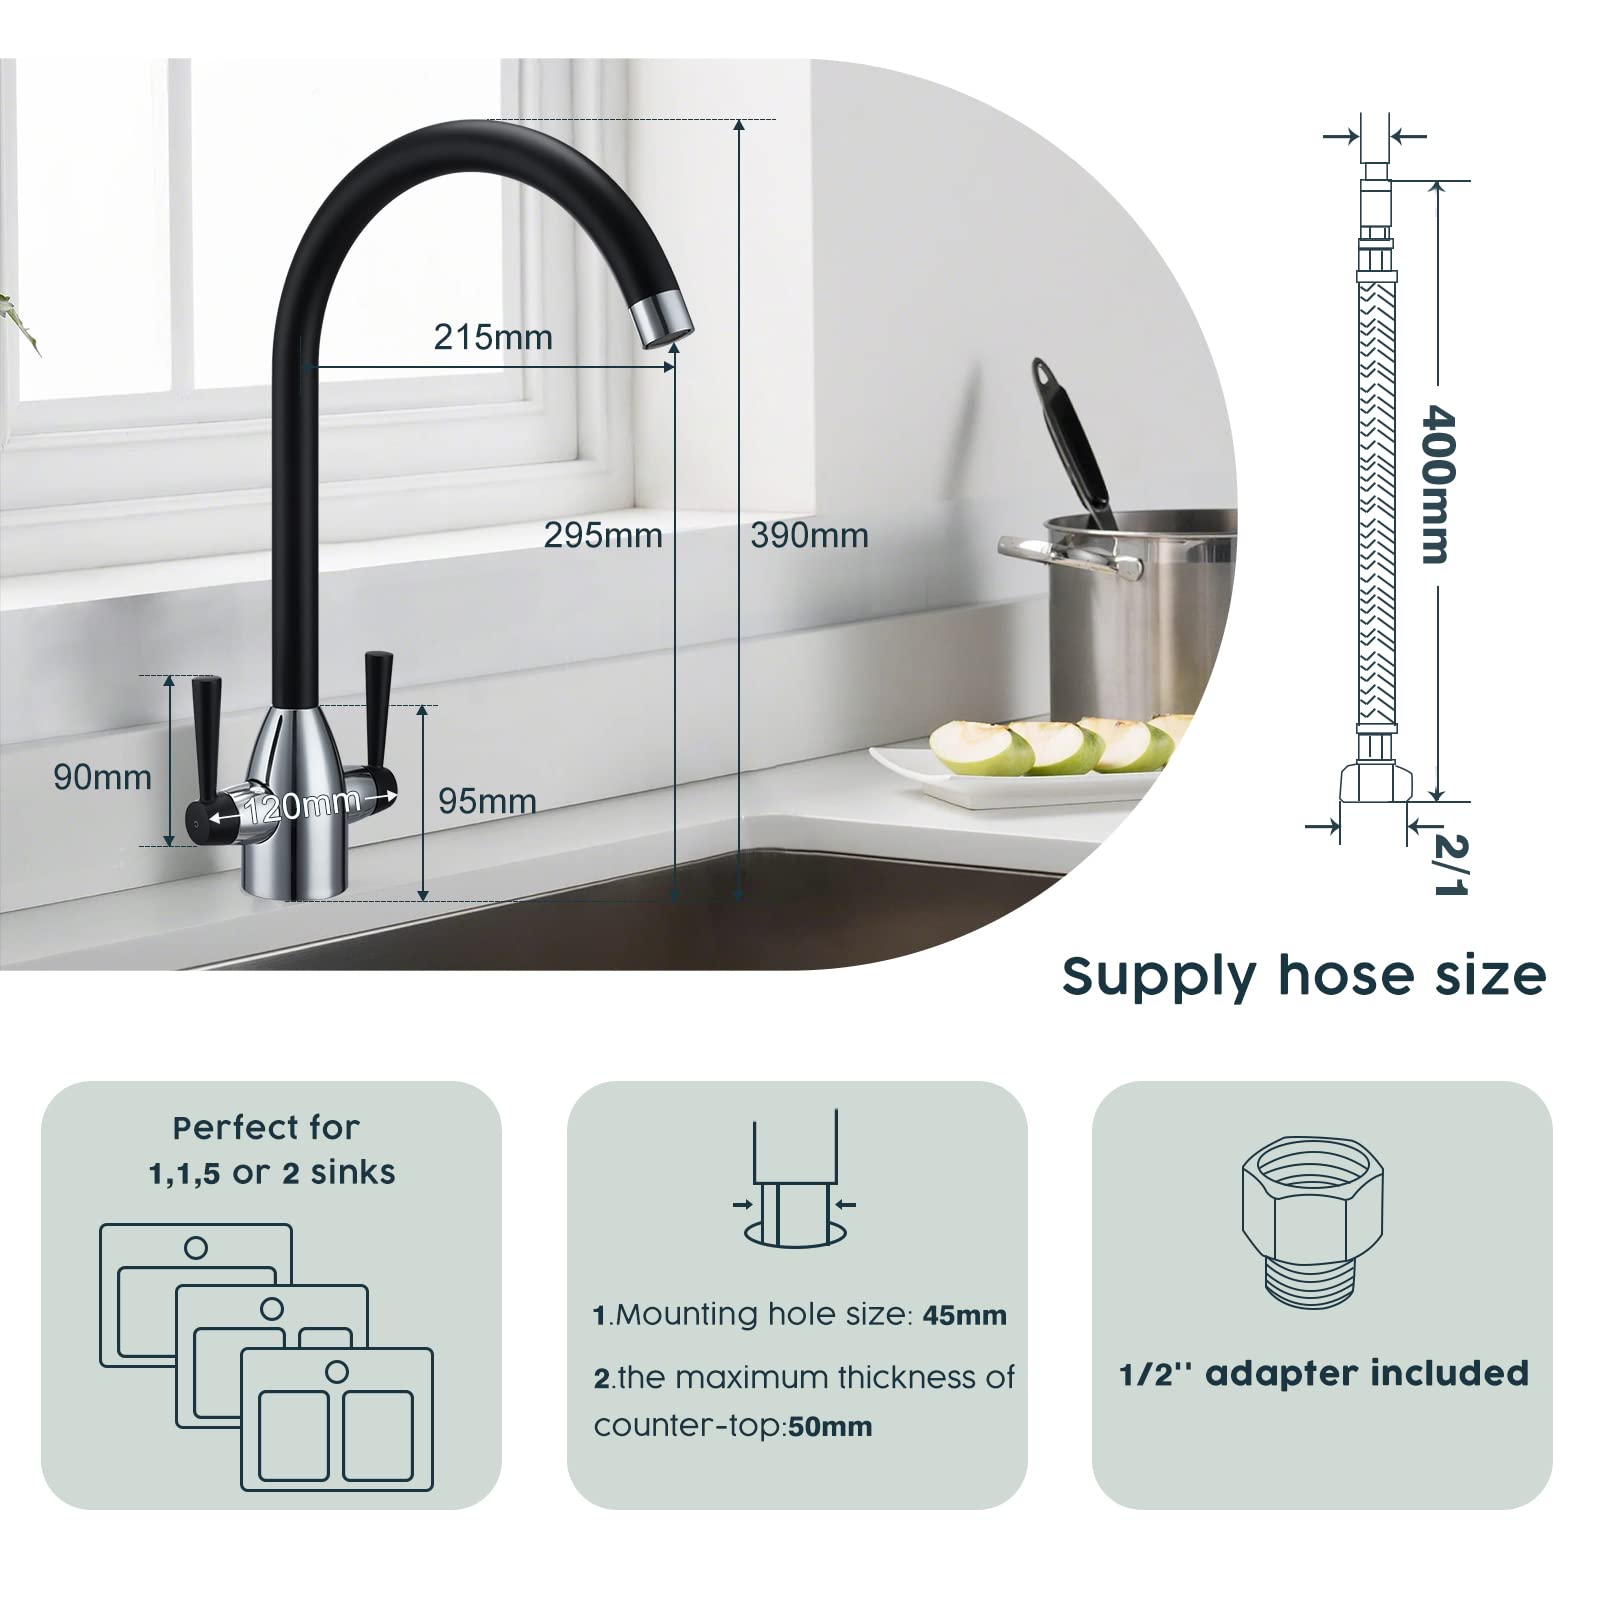 215mm
295mm
390mm
90mm
120mm
95mm
400mm
2/1
Supply hose size
Perfect for
1,1,5 or 2 sinks
1.Mounting hole size: 45mm
2.the maximum thickness of
counter-top:50mm
1/2'' adapter included